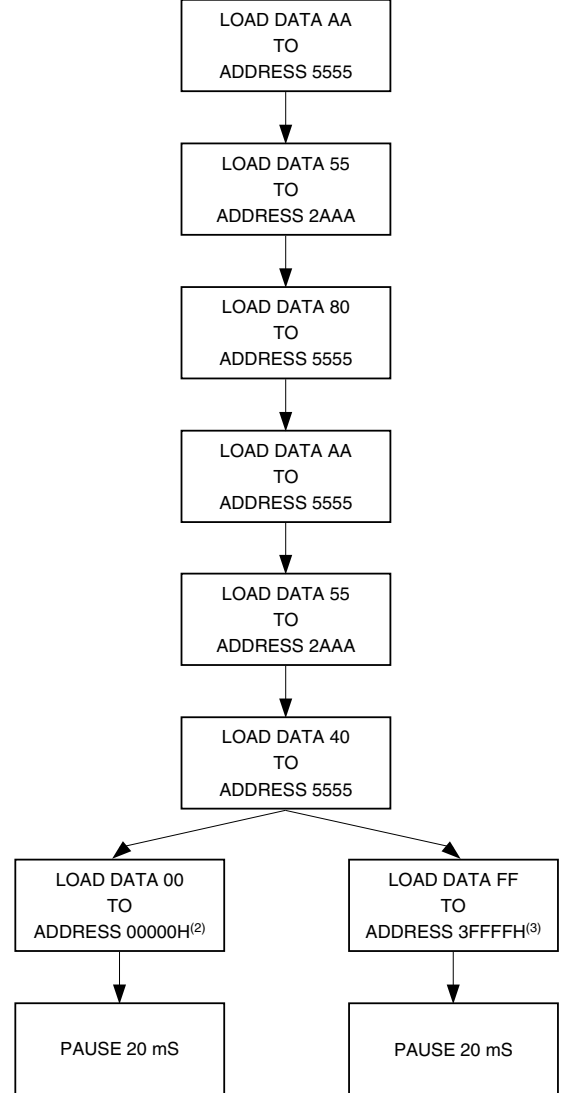 LOAD DATA AA
TO
ADDRESS 5555
LOAD DATA 55
TO
ADDRESS 2AAA
LOAD DATA 80
TO
ADDRESS 5555
LOAD DATA AA
TO
ADDRESS 5555
LOAD DATA 55
TO
ADDRESS 2AAA
LOAD DATA 40
TO
ADDRESS 5555
LOAD DATA 00
TO
ADDRESS 00000H(2)
LOAD DATA FF
TO
ADDRESS 3FFFFH(3)
PAUSE 20 mS
PAUSE 20 mS